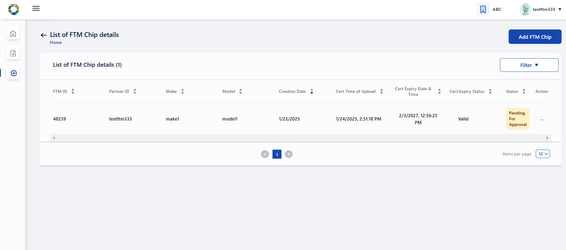 ABC
testftm333
List of FTM Chip details
Home
Add FTM Chip
List of FTM Chip details (1)
Filter
FTM ID
Partner ID
Make
Model
Creation Date
Cert Time of Upload
Cert Expiry Date &
Time
Cert Expiry Status
Status
Action
48239
testftm333
make1
model1
1/23/2025
1/24/2025, 2:51:18 PM
2/3/2027, 12:56:25
PM
Valid
Pending
For
Approval
...
1
Items per page
12